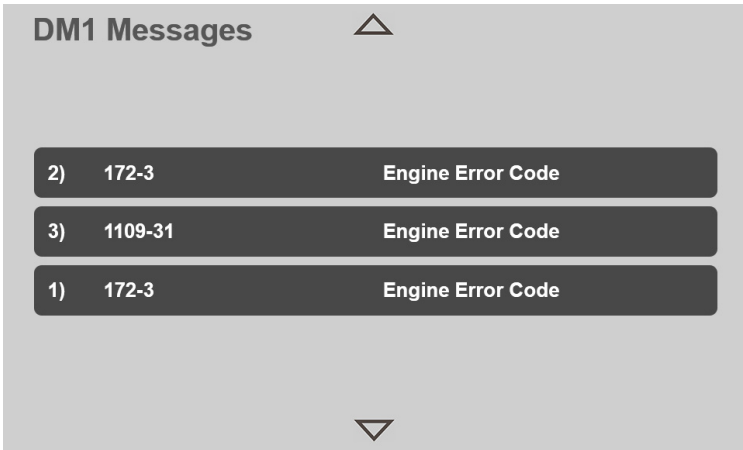 DM1 Messages
2) 172-3 Engine Error Code
3) 1109-31 Engine Error Code
1) 172-3 Engine Error Code